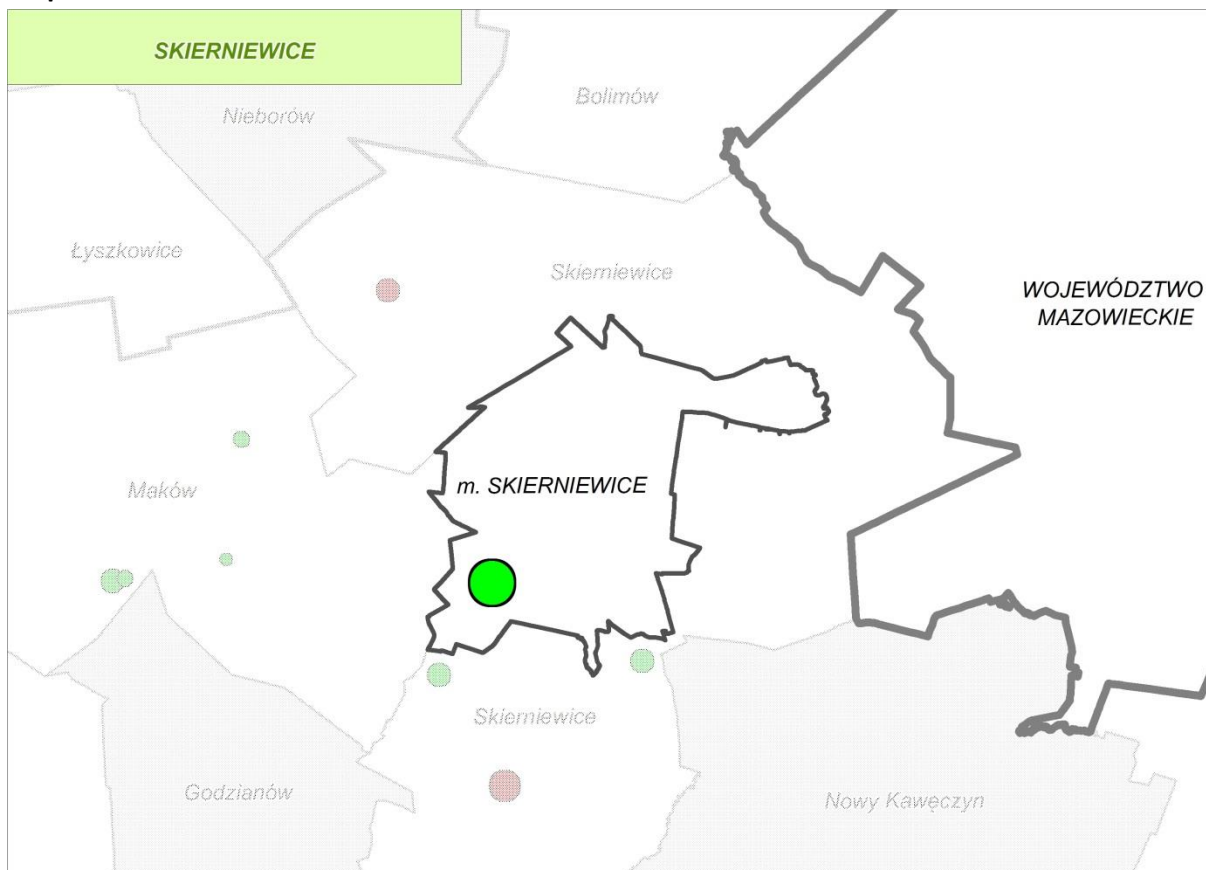 SKIERNIEWICE
Bolimów
Nieborów
Łyszkowice
Skierniewice
WOJEWÓDZTWO
MAZOWIECKIE
m. SKIERNIEWICE
Maków
Skierniewice
Godzianów
Nowy Kawęczyn